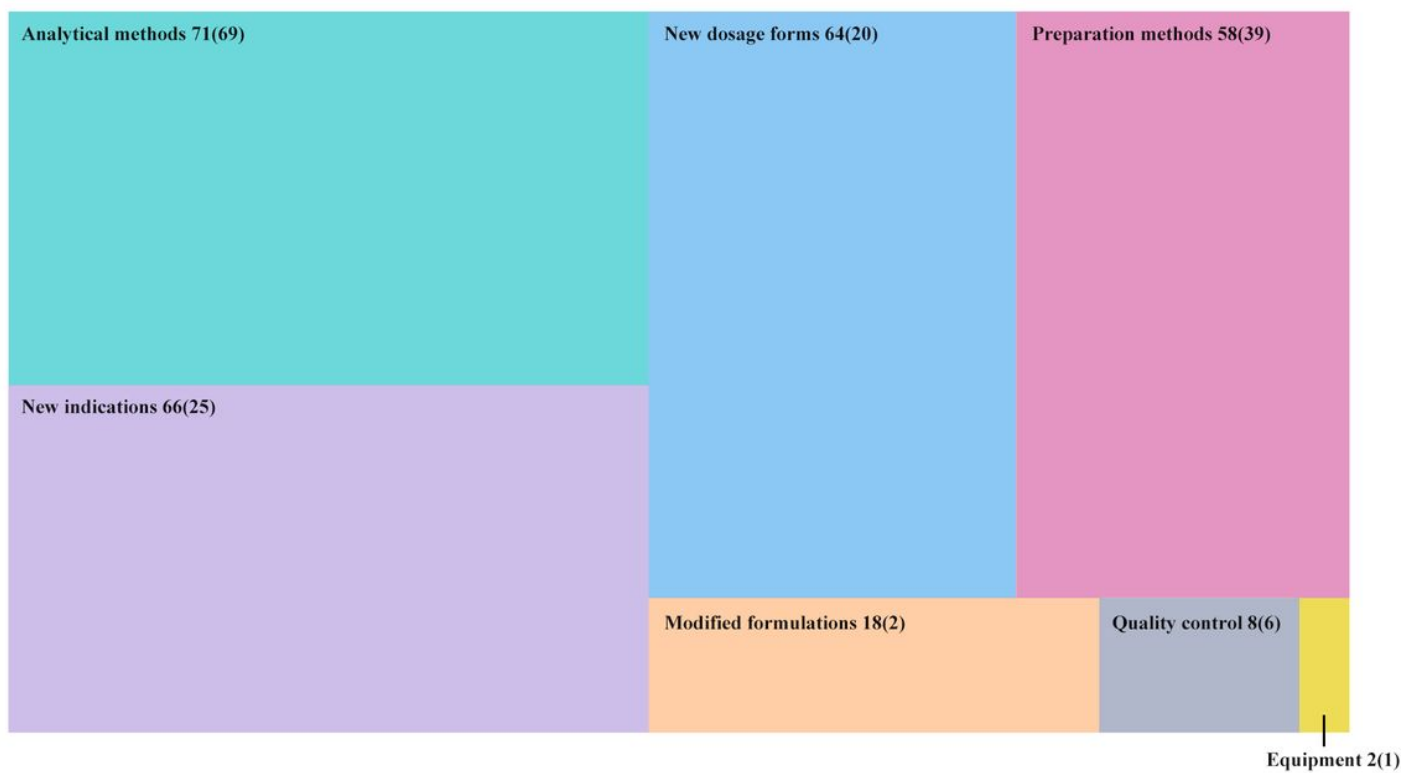 Analytical methods 71(69)
New dosage forms 64(20)
Preparation methods 58(39)
New indications 66(25)
Modified formulations 18(2)
Quality control 8(6)
Equipment 2(1)